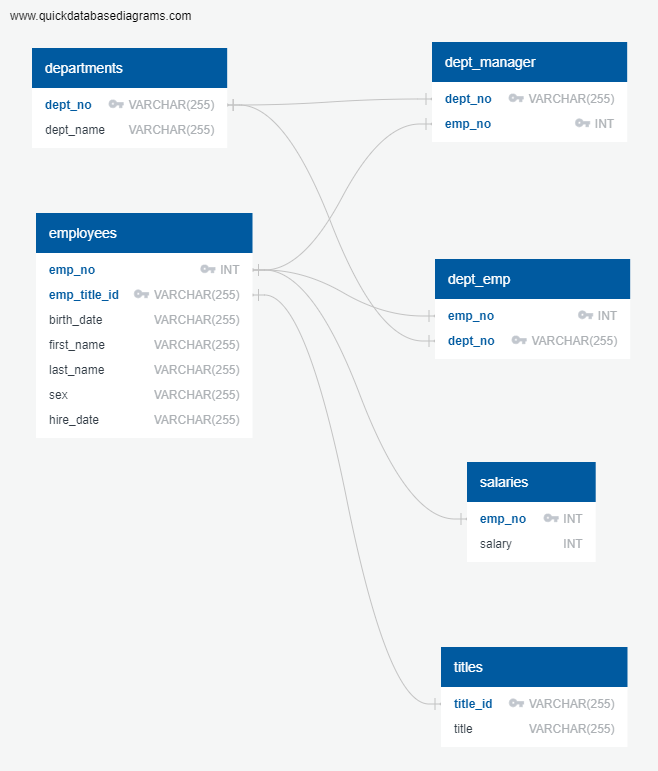 www.quickdatabasediagrams.com
departments
dept_no VARCHAR(255)
dept_name VARCHAR(255)
dept_manager
dept_no VARCHAR(255)
emp_no INT
employees
emp_no INT
emp_title_id VARCHAR(255)
birth_date VARCHAR(255)
first_name VARCHAR(255)
last_name VARCHAR(255)
sex VARCHAR(255)
hire_date VARCHAR(255)
dept_emp
emp_no INT
dept_no VARCHAR(255)
salaries
emp_no INT
salary INT
titles
title_id VARCHAR(255)
title VARCHAR(255)